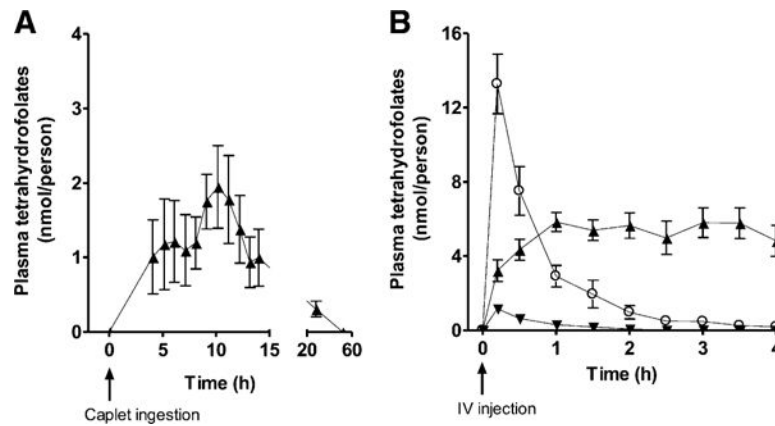 A
Plasma tetrahydrofolates
(nmol/person)
4
3
2
1
0
0 5 10 15 20 60
Time (h)
Caplet ingestion
B
Plasma tetrahydrofolates
(nmol/person)
16
12
8
4
0
0 1 2 3 4
Time (h)
IV injection